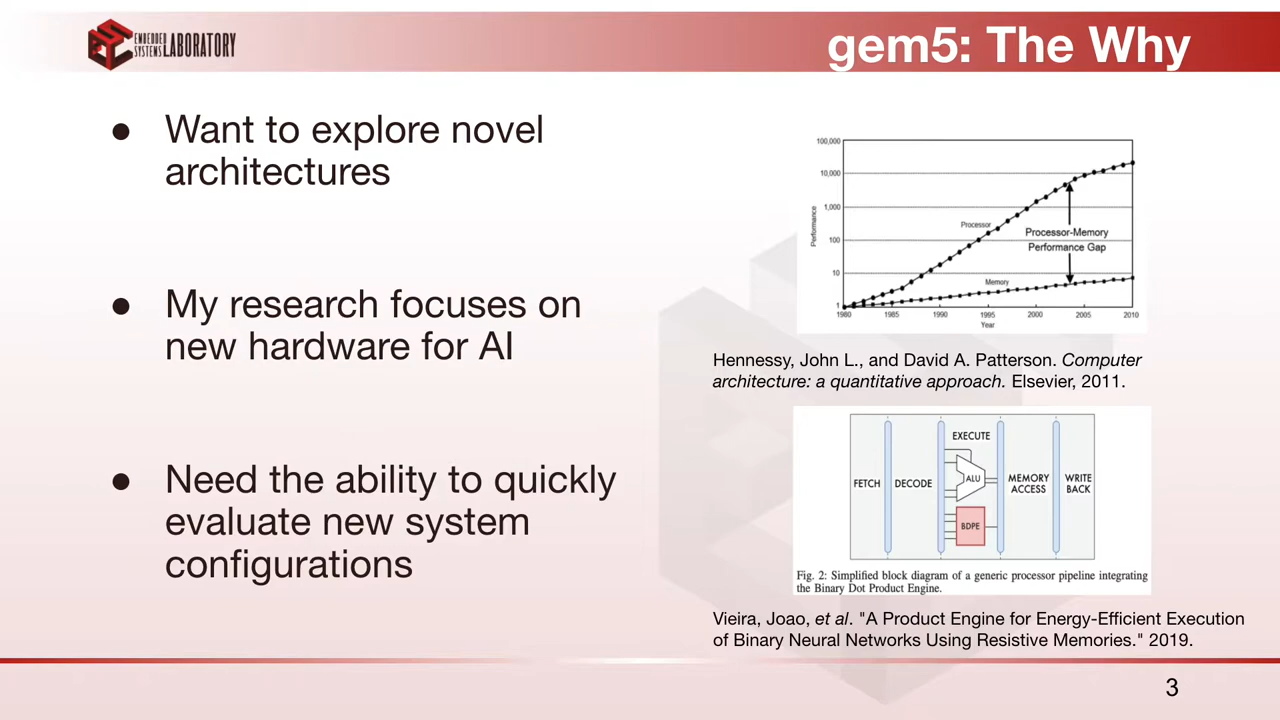 EMBEDDED
SYSTEMS LABORATORY
gem5: The Why
● Want to explore novel
architectures
● My research focuses on
new hardware for AI
● Need the ability to quickly
evaluate new system
configurations
100,000
10,000
1,000
100
10
1
Performance
Processor
Processor-Memory
Performance Gap
Memory
1980 1985 1990 1995 2000 2005 2010
Year
Hennessy, John L., and David A. Patterson. Computer
architecture: a quantitative approach. Elsevier, 2011.
FETCH
DECODE
EXECUTE
ALU
BDPE
MEMORY
ACCESS
WRITE
BACK
Fig. 2: Simplified block diagram of a generic processor pipeline integrating
the Binary Dot Product Engine.
Vieira, Joao, et al. "A Product Engine for Energy-Efficient Execution
of Binary Neural Networks Using Resistive Memories." 2019.
3